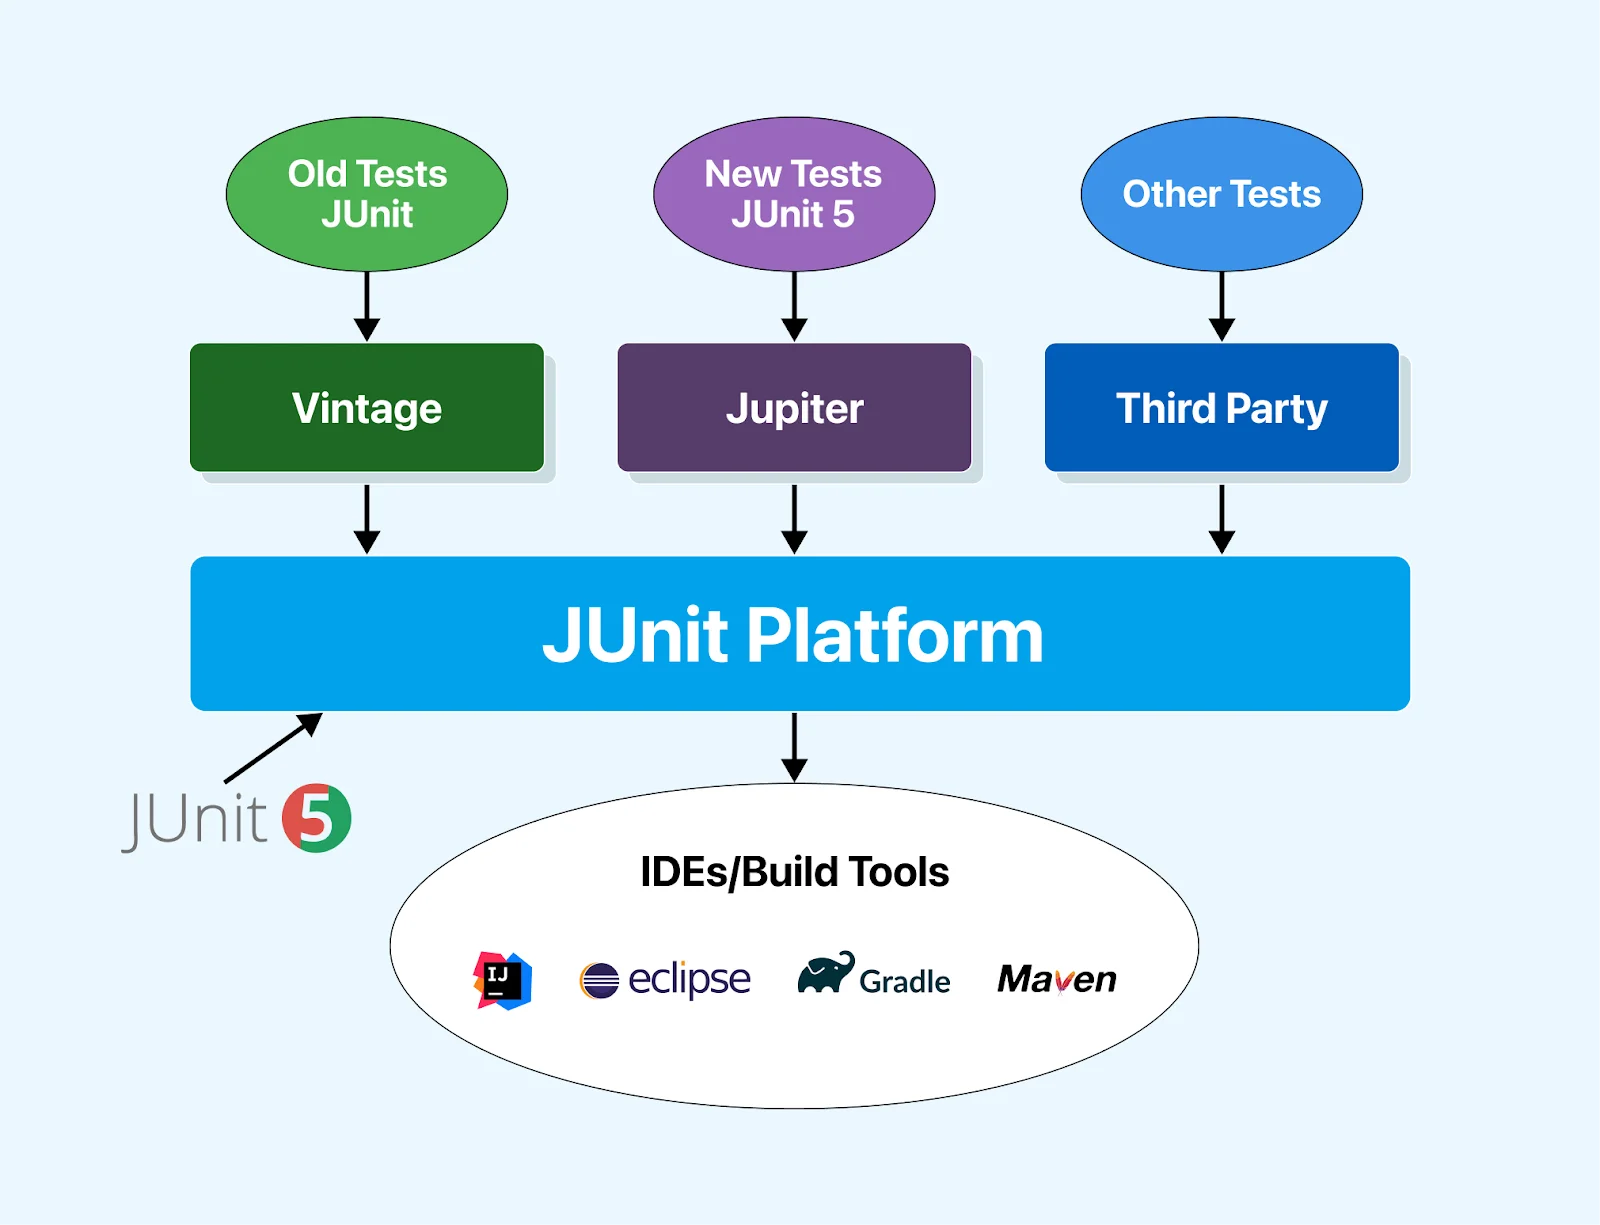 Old Tests
JUnit
New Tests
JUnit 5
Other Tests
Vintage
Jupiter
Third Party
JUnit Platform
JUnit 5
IDEs/Build Tools
IJ
eclipse
Gradle
Maven